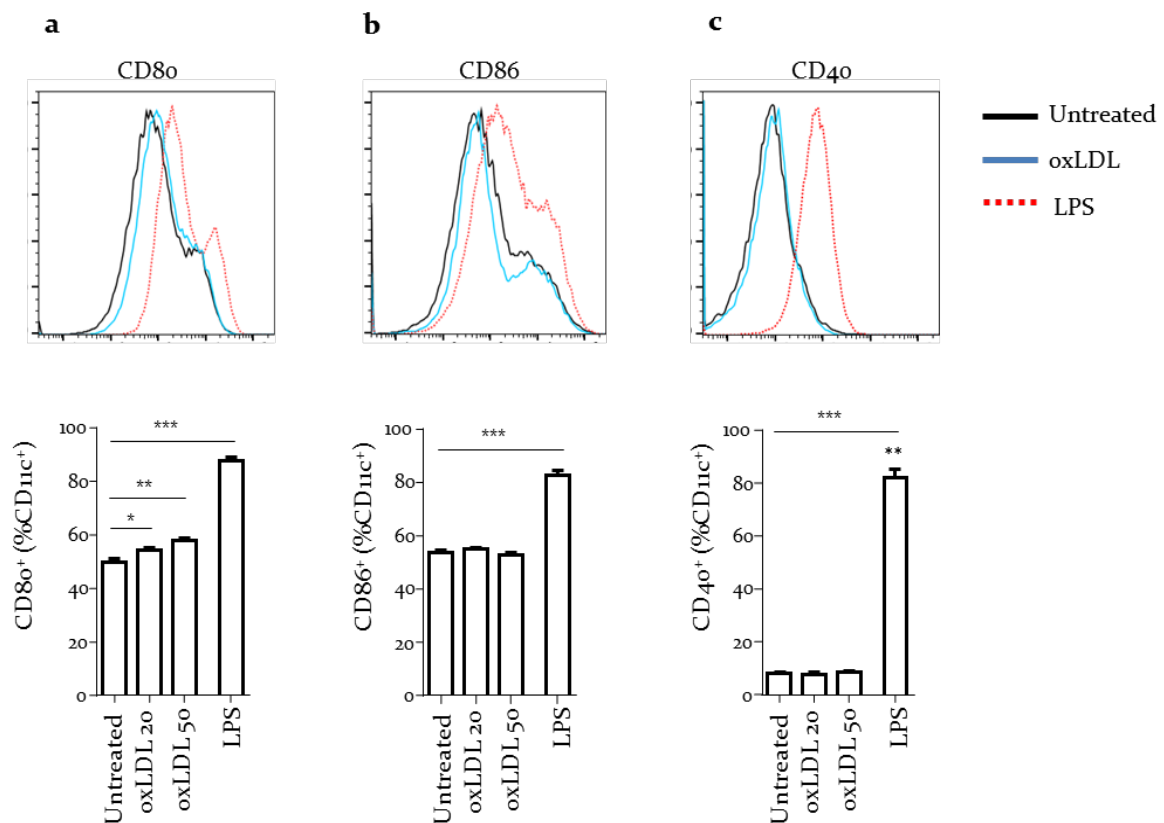 a
b
c
CD80
CD86
CD40
Untreated
oxLDL
LPS
CD80⁺ (%CD11c⁺)
100
80
60
40
20
0
***
**
*
Untreated
oxLDL 20
oxLDL 50
LPS
CD86⁺ (%CD11c⁺)
100
80
60
40
20
0
***
Untreated
oxLDL 20
oxLDL 50
LPS
CD40⁺ (%CD11c⁺)
100
80
60
40
20
0
***
**
Untreated
oxLDL 20
oxLDL 50
LPS